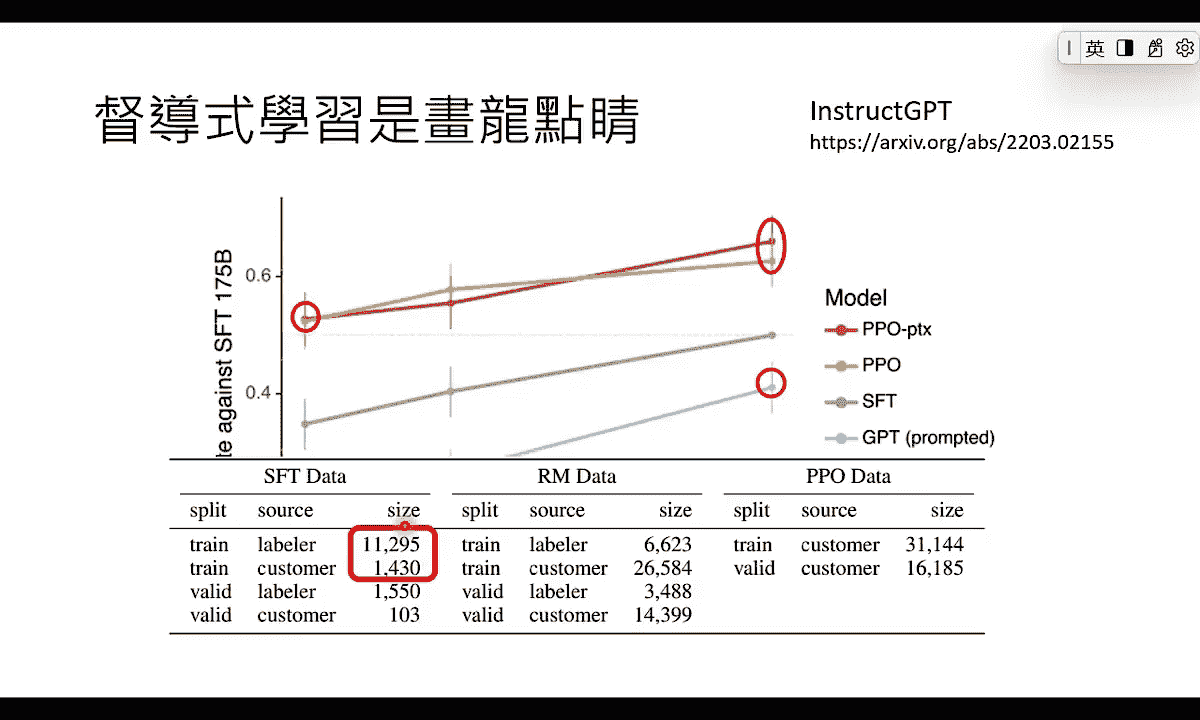 英
督導式學習是畫龍點睛
InstructGPT
https://arxiv.org/abs/2203.02155
te against SFT 175B
0.6
0.4
Model
PPO-ptx
PPO
SFT
GPT (prompted)
SFT Data RM Data PPO Data
split source size split source size split source size
train labeler 11,295 train labeler 6,623 train customer 31,144
train customer 1,430 train customer 26,584 valid customer 16,185
valid labeler 1,550 valid labeler 3,488
valid customer 103 valid customer 14,399